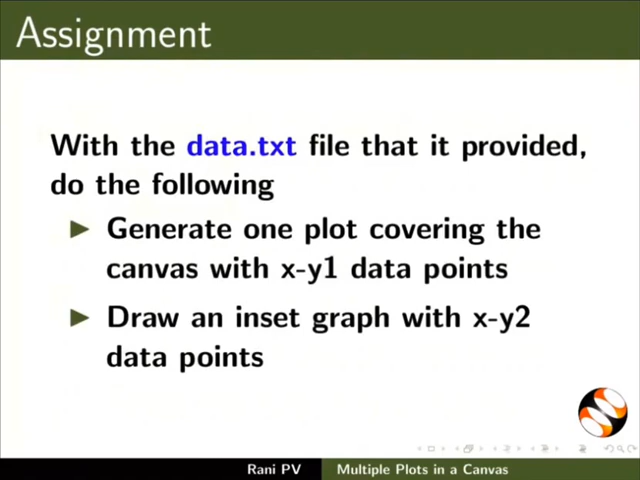 Assignment
With the data.txt file that it provided,
do the following
Generate one plot covering the
canvas with x-y1 data points
Draw an inset graph with x-y2
data points
Rani PV
Multiple Plots in a Canvas